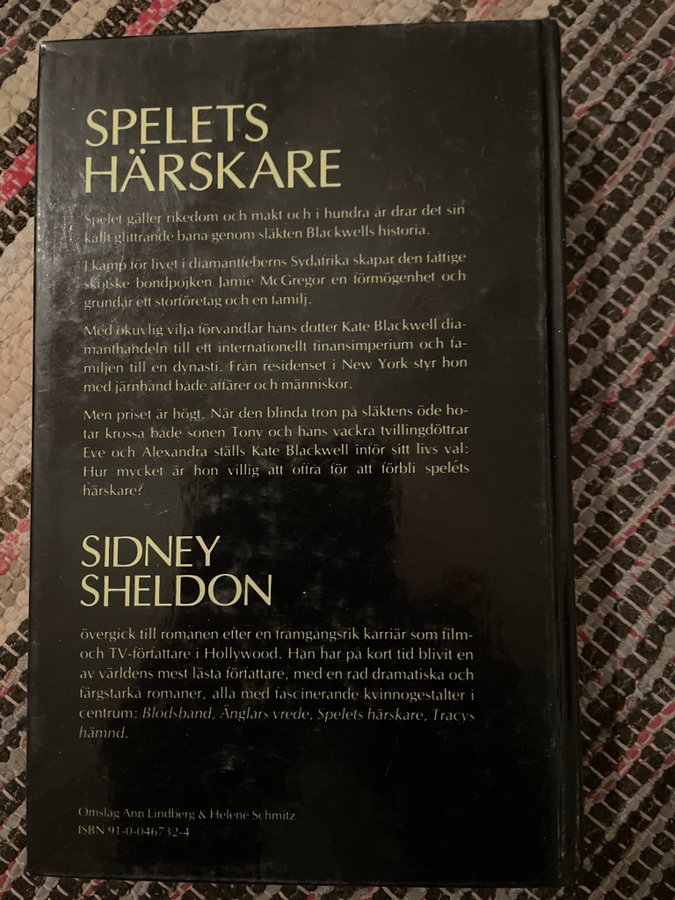 SPELETS
HÄRSKARE
Spelet gäller rikedom och makt och i hundra år drar det sin
kallt glittrande bana genom släkten Blackwells historia.
I kamp för livet i diamantfeberns Sydafrika skapar den fattige
skotske bondpojken Jamie McGregor en förmögenhet och
grundar ett storföretag och en familj.
Med okuvlig vilja förvandlar hans dotter Kate Blackwell dia-
manthandeln till ett internationellt finansimperium och fa-
miljen till en dynasti. Från residenset i New York styr hon
med järnhand både affärer och människor.
Men priset är högt. När den blinda tron på släktens öde ho-
tar krossa både sonen Tony och hans vackra tvillingdöttrar
Eve och Alexandra ställs Kate Blackwell inför sitt livs val:
Hur mycket är hon villig att offra för att förbli spelets
härskare?
SIDNEY
SHELDON
övergick till romanen efter en framgangsrik karriär som film-
och TV-författare i Hollywood. Han har på kort tid blivit en
av världens mest lästa författare, med en rad dramatiska och
färgstarka romaner, alla med fascinerande kvinnogestalter i
centrum: Blodsband, Änglars vrede, Spelets härskare, Tracys
hämnd.
Omslag Ann Lindberg & Helene Schmitz
ISBN 91-0-046732-4